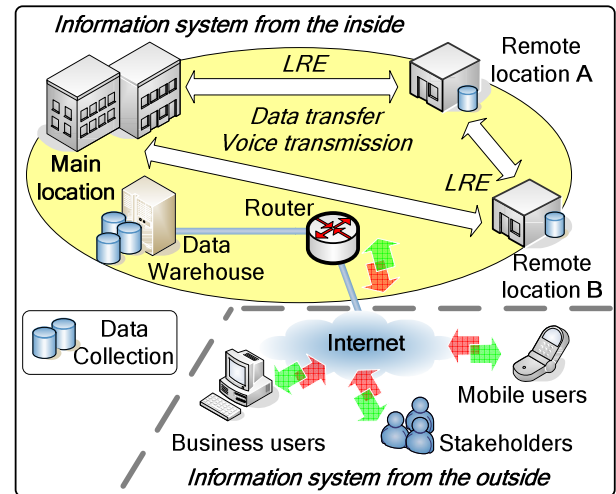 Information system from the inside
LRE
Remote
location A
Data transfer
Voice transmission
Main
location
LRE
Router
Data
Warehouse
Remote
location B
Data
Collection
Internet
Mobile users
Business users
Stakeholders
Information system from the outside